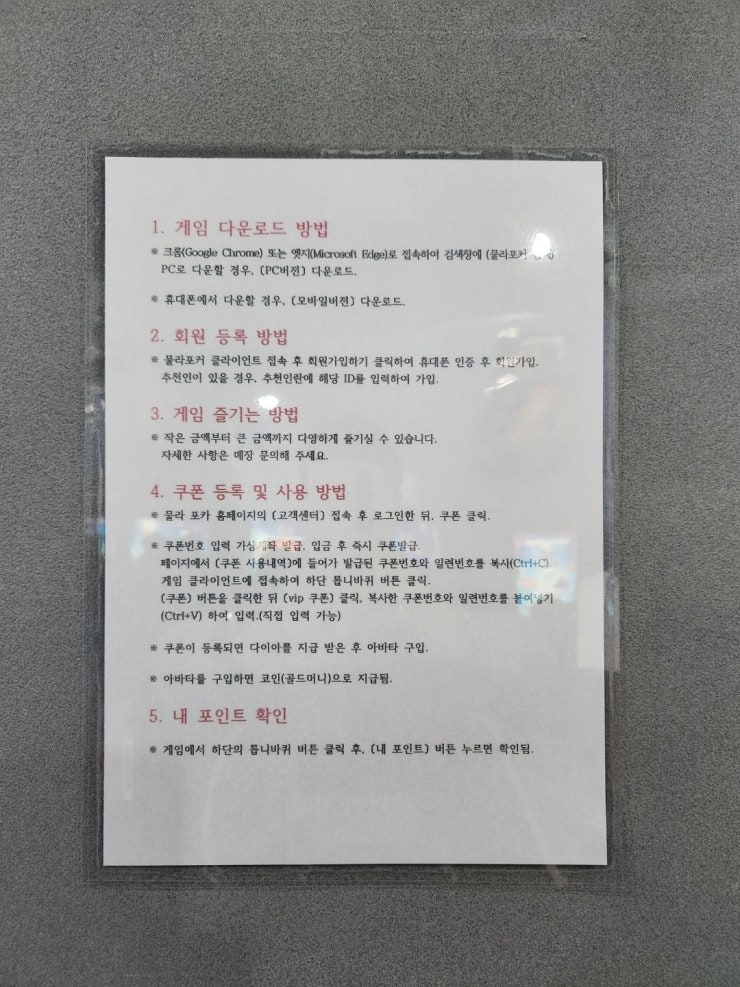 1. 게임 다운로드 방법
※ 크롬(Google Chrome) 또는 엣지(Microsoft Edge)로 접속하여 검색창에 (물라포커
PC로 다운할 경우, [PC버전] 다운로드.
※ 휴대폰에서 다운할 경우, [모바일버전] 다운로드.
2. 회원 등록 방법
※ 물라포커 클라이언트 접속 후 회원가입하기 클릭하여 휴대폰 인증 후 회원가입.
추천인이 있을 경우, 추천인란에 해당 ID를 입력하여 가입.
3. 게임 즐기는 방법
※ 작은 금액부터 큰 금액까지 다양하게 즐기실 수 있습니다.
자세한 사항은 매장 문의해 주세요.
4. 쿠폰 등록 및 사용 방법
※ 물라 포카 홈페이지의 [고객센터] 접속 후 로그인한 뒤, 쿠폰 클릭.
※ 쿠폰번호 입력 가상계좌 발급, 입금 후 즉시 쿠폰발급.
페이지에서 [쿠폰 사용내역]에 들어가 발급된 쿠폰번호와 일련번호를 복사(Ctrl+C).
게임 클라이언트에 접속하여 하단 톱니바퀴 버튼 클릭.
[쿠폰] 버튼을 클릭한 뒤 [vip 쿠폰] 클릭, 복사한 쿠폰번호와 일련번호를 붙여넣기
(Ctrl+V) 하여 입력.(직접 입력 가능)
※ 쿠폰이 등록되면 다이아를 지급 받은 후 아바타 구입.
※ 아바타를 구입하면 코인(골드머니)으로 지급됨.
5. 내 포인트 확인
※ 게임에서 하단의 톱니바퀴 버튼 클릭 후, [내 포인트] 버튼 누르면 확인됨.